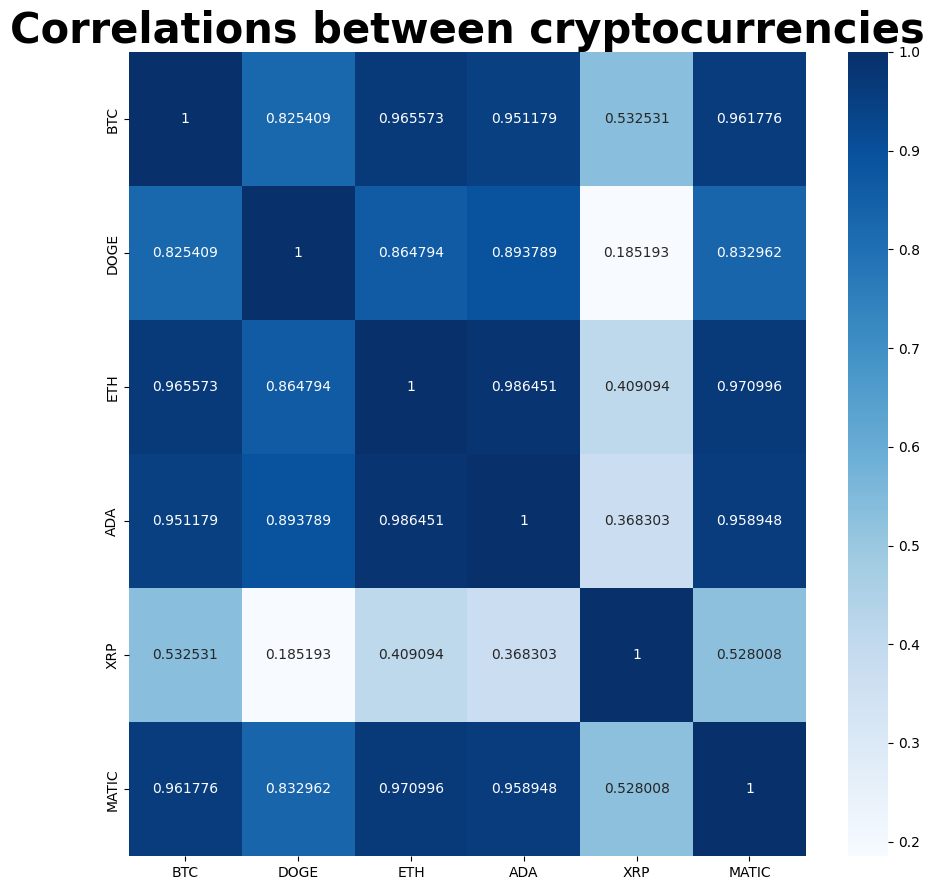 Correlations between cryptocurrencies
BTC 1 0.825409 0.965573 0.951179 0.532531 0.961776
DOGE 0.825409 1 0.864794 0.893789 0.185193 0.832962
ETH 0.965573 0.864794 1 0.986451 0.409094 0.970996
ADA 0.951179 0.893789 0.986451 1 0.368303 0.958948
XRP 0.532531 0.185193 0.409094 0.368303 1 0.528008
MATIC 0.961776 0.832962 0.970996 0.958948 0.528008 1
BTC DOGE ETH ADA XRP MATIC
1.0
0.9
0.8
0.7
0.6
0.5
0.4
0.3
0.2